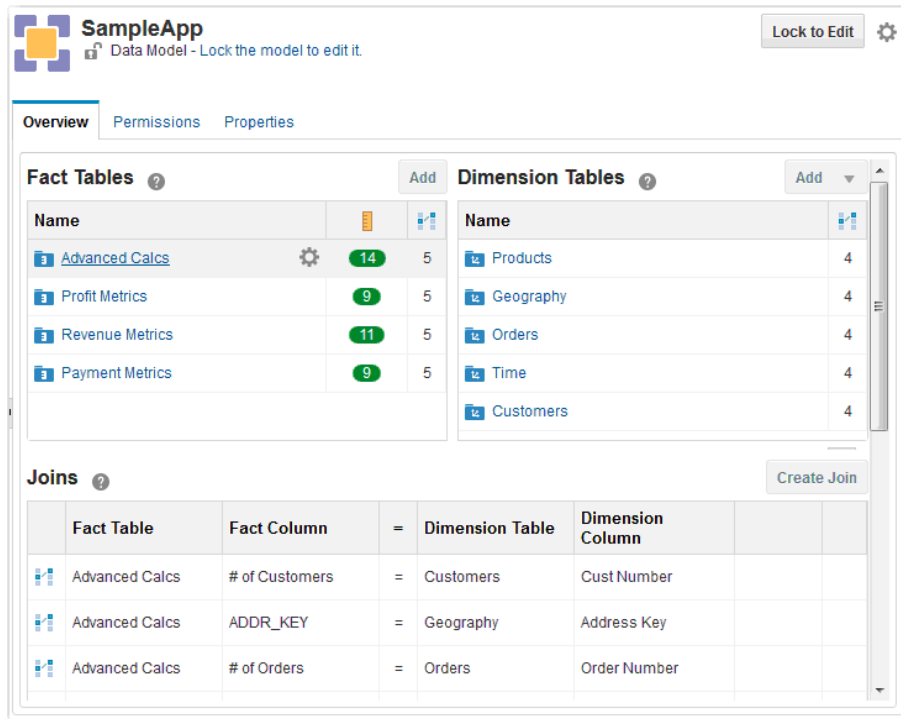 SampleApp
Data Model - Lock the model to edit it.
Lock to Edit
Overview Permissions Properties
Fact Tables ? Add
Name
Advanced Calcs 14 5
Profit Metrics 9 5
Revenue Metrics 11 5
Payment Metrics 9 5
Dimension Tables ? Add
Name
Products 4
Geography 4
Orders 4
Time 4
Customers 4
Joins ? Create Join
Fact Table Fact Column = Dimension Table Dimension
Column
Advanced Calcs # of Customers = Customers Cust Number
Advanced Calcs ADDR_KEY = Geography Address Key
Advanced Calcs # of Orders = Orders Order Number